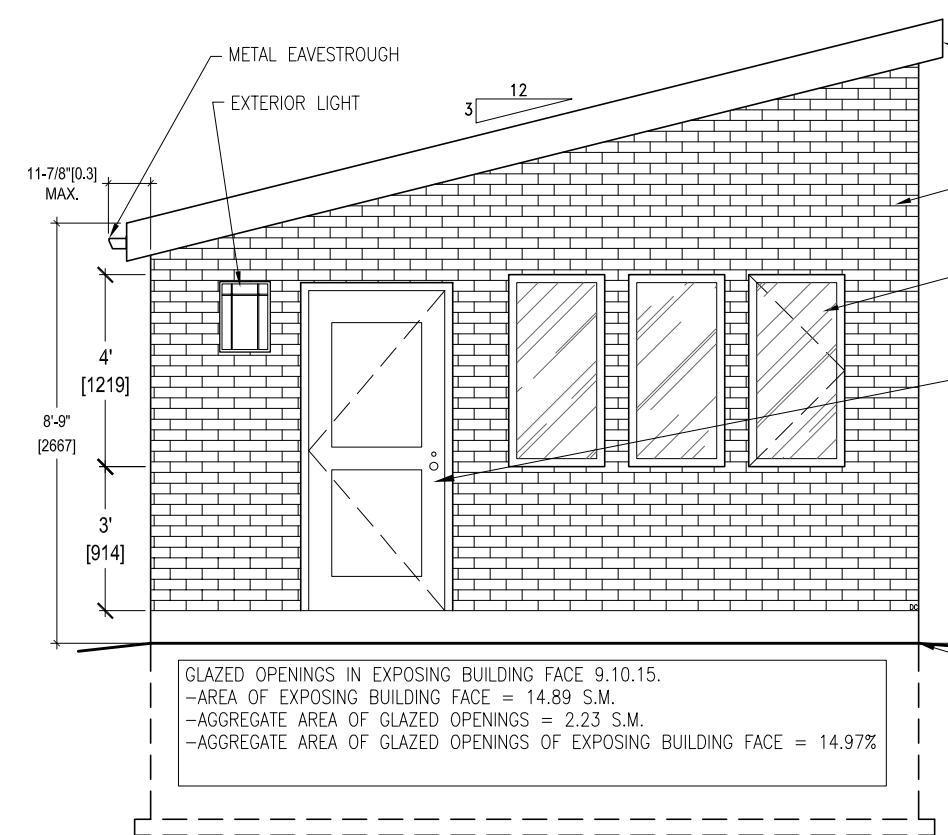 METAL EAVESTROUGH
EXTERIOR LIGHT
12
3
11-7/8"[0.3]
MAX.
4'
[1219]
8'-9"
[2667]
3'
[914]
DC
GLAZED OPENINGS IN EXPOSING BUILDING FACE 9.10.15.
-AREA OF EXPOSING BUILDING FACE = 14.89 S.M.
-AGGREGATE AREA OF GLAZED OPENINGS = 2.23 S.M.
-AGGREGATE AREA OF GLAZED OPENINGS OF EXPOSING BUILDING FACE = 14.97%